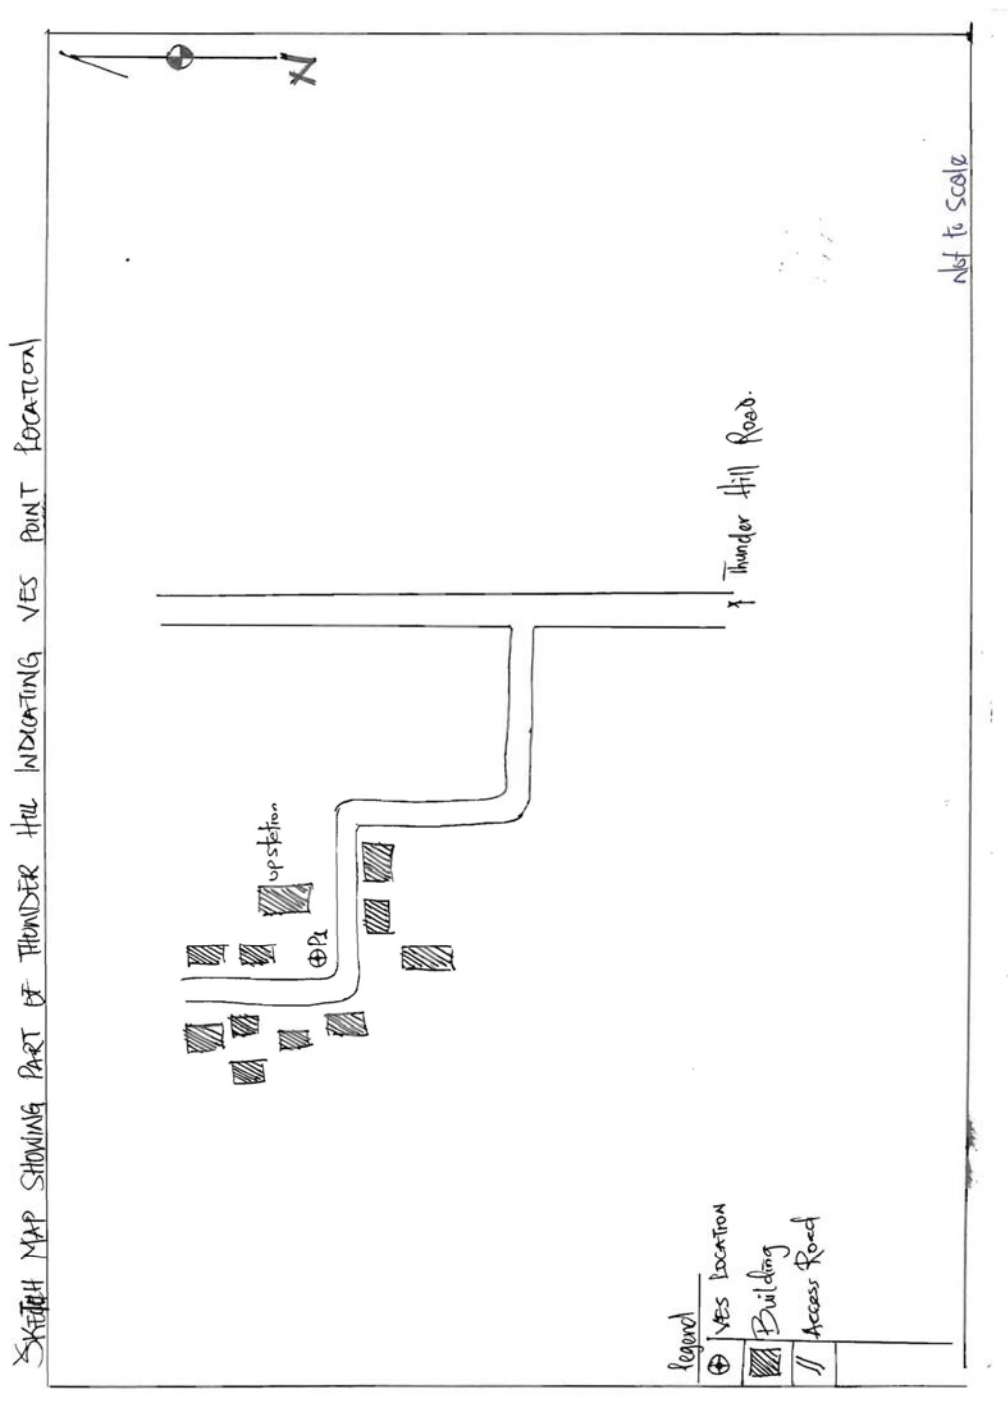 SKETCH MAP SHOWING PART OF THUNDER HILL INDICATING VES POINT LOCATION
N
upstation
P1
Thunder Hill Road.
legend
VES LOCATION
Building
Access Road
Not to Scale